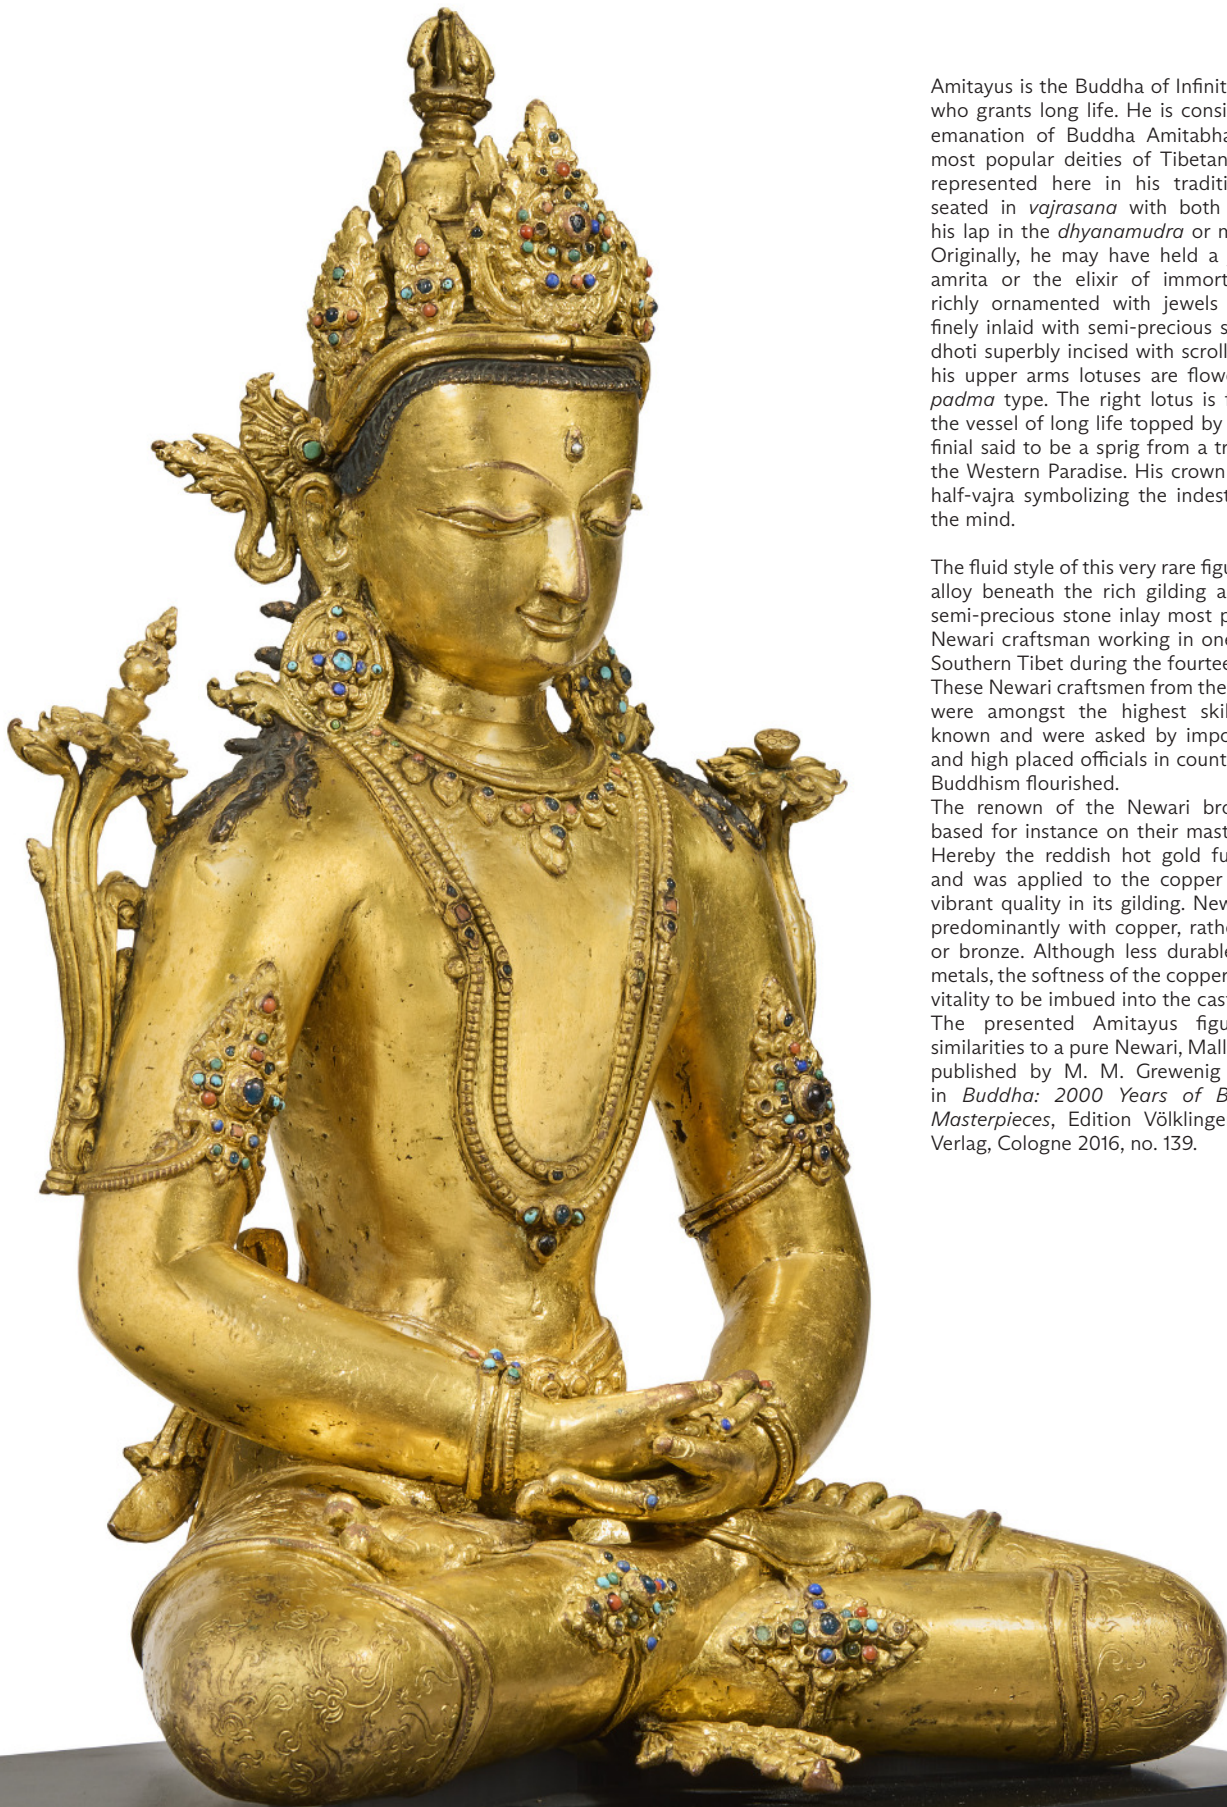 Amitayus is the Buddha of Infinit
who grants long life. He is consi
emanation of Buddha Amitabha
most popular deities of Tibetan
represented here in his traditi
seated in vajrasana with both
his lap in the dhyanamudra or m
Originally, he may have held a
amrita or the elixir of immort
richly ornamented with jewels
finely inlaid with semi-precious s
dhoti superbly incised with scroll
his upper arms lotuses are flow
padma type. The right lotus is f
the vessel of long life topped by
finial said to be a sprig from a tr
the Western Paradise. His crown
half-vajra symbolizing the indest
the mind.
The fluid style of this very rare figu
alloy beneath the rich gilding a
semi-precious stone inlay most p
Newari craftsman working in one
Southern Tibet during the fourtee
These Newari craftsmen from the
were amongst the highest skil
known and were asked by impo
and high placed officials in count
Buddhism flourished.
The renown of the Newari bro
based for instance on their mast
Hereby the reddish hot gold fu
and was applied to the copper
vibrant quality in its gilding. New
predominantly with copper, rath
or bronze. Although less durable
metals, the softness of the copper
vitality to be imbued into the cas
The presented Amitayus figu
similarities to a pure Newari, Mall
published by M. M. Grewenig
in Buddha: 2000 Years of B
Masterpieces, Edition Völklinge
Verlag, Cologne 2016, no. 139.